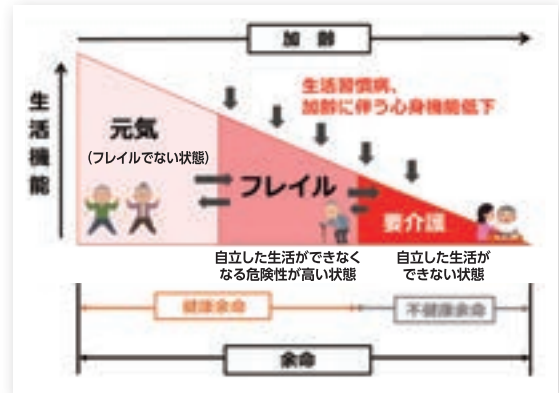 加齢
生活習慣病、
加齢に伴う心身機能低下
生活機能
元気
（フレイルでない状態）
フレイル
要介護
自立した生活ができなく
なる危険性が高い状態
自立した生活が
できない状態
健康余命
不健康余命
余命